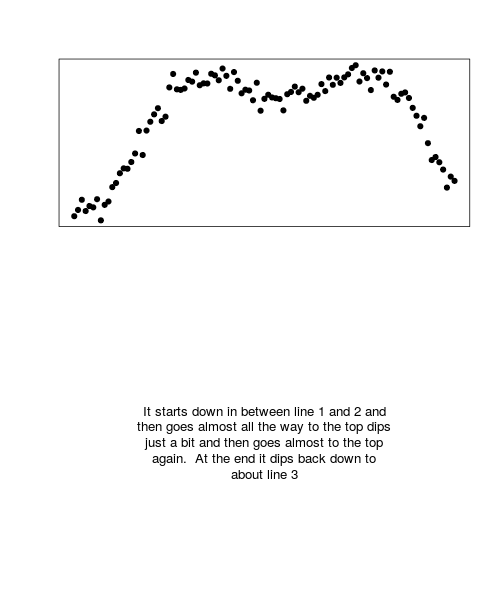 It starts down in between line 1 and 2 and
then goes almost all the way to the top dips
just a bit and then goes almost to the top
again.  At the end it dips back down to
about line 3